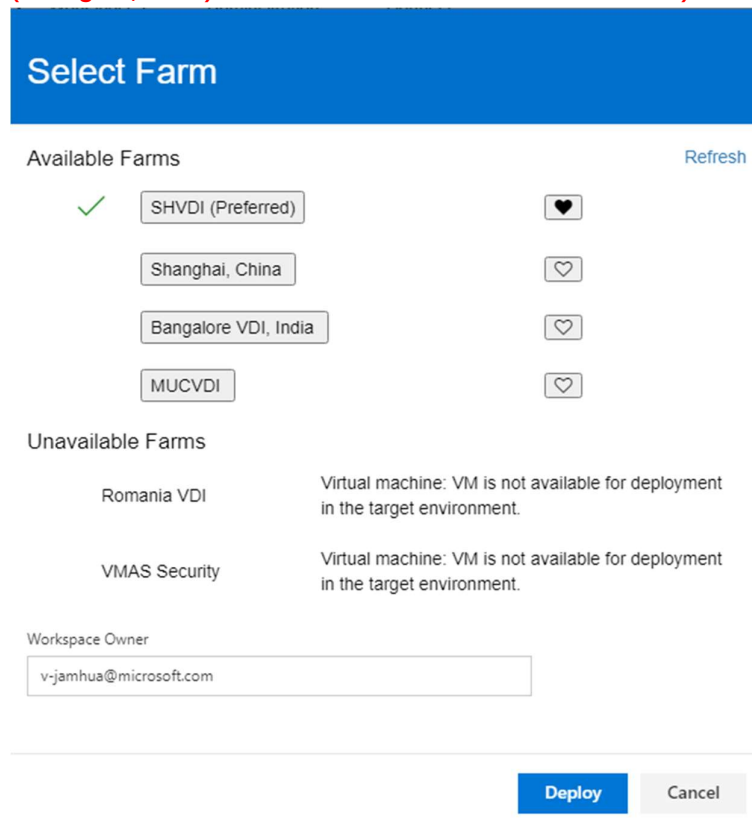 Select Farm
Available Farms Refresh
SHVDI (Preferred)
Shanghai, China
Bangalore VDI, India
MUCVDI
Unavailable Farms
Romania VDI Virtual machine: VM is not available for deployment
in the target environment.
VMAS Security Virtual machine: VM is not available for deployment
in the target environment.
Workspace Owner
v-jamhua@microsoft.com
Deploy Cancel